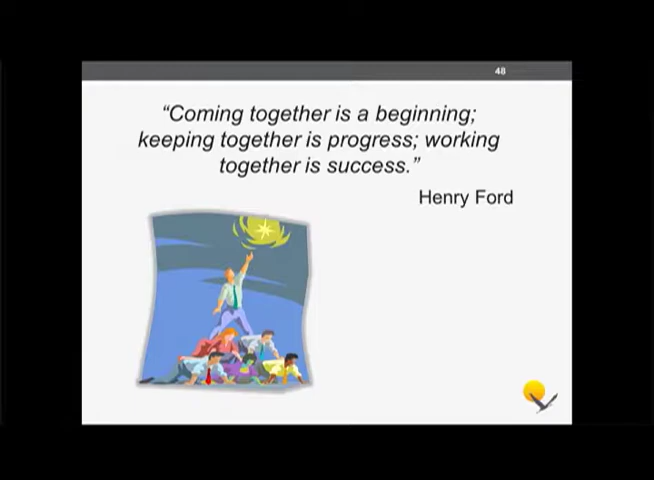 48
“Coming together is a beginning;
keeping together is progress; working
together is success.”
Henry Ford